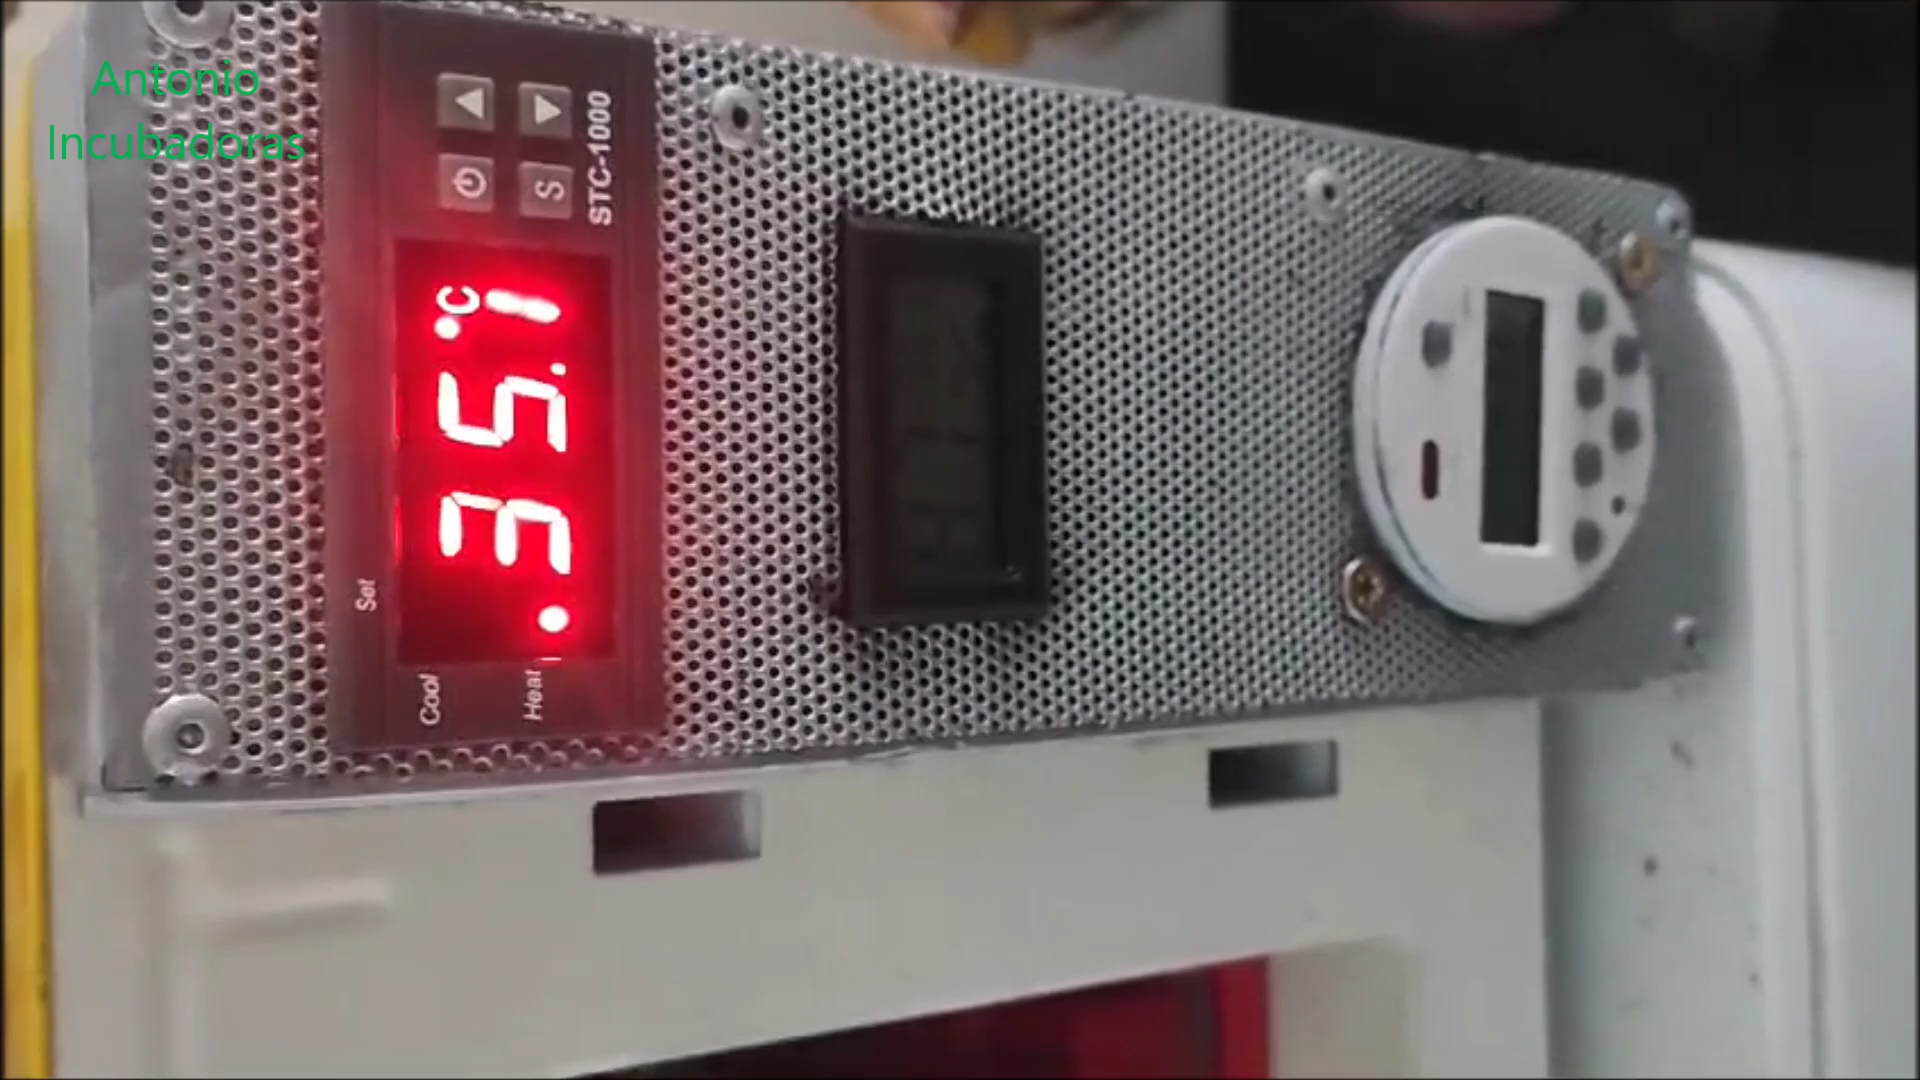 Antonio
Incubadoras
Set
Cool
Heat
35.1
°C
S
STC-1000